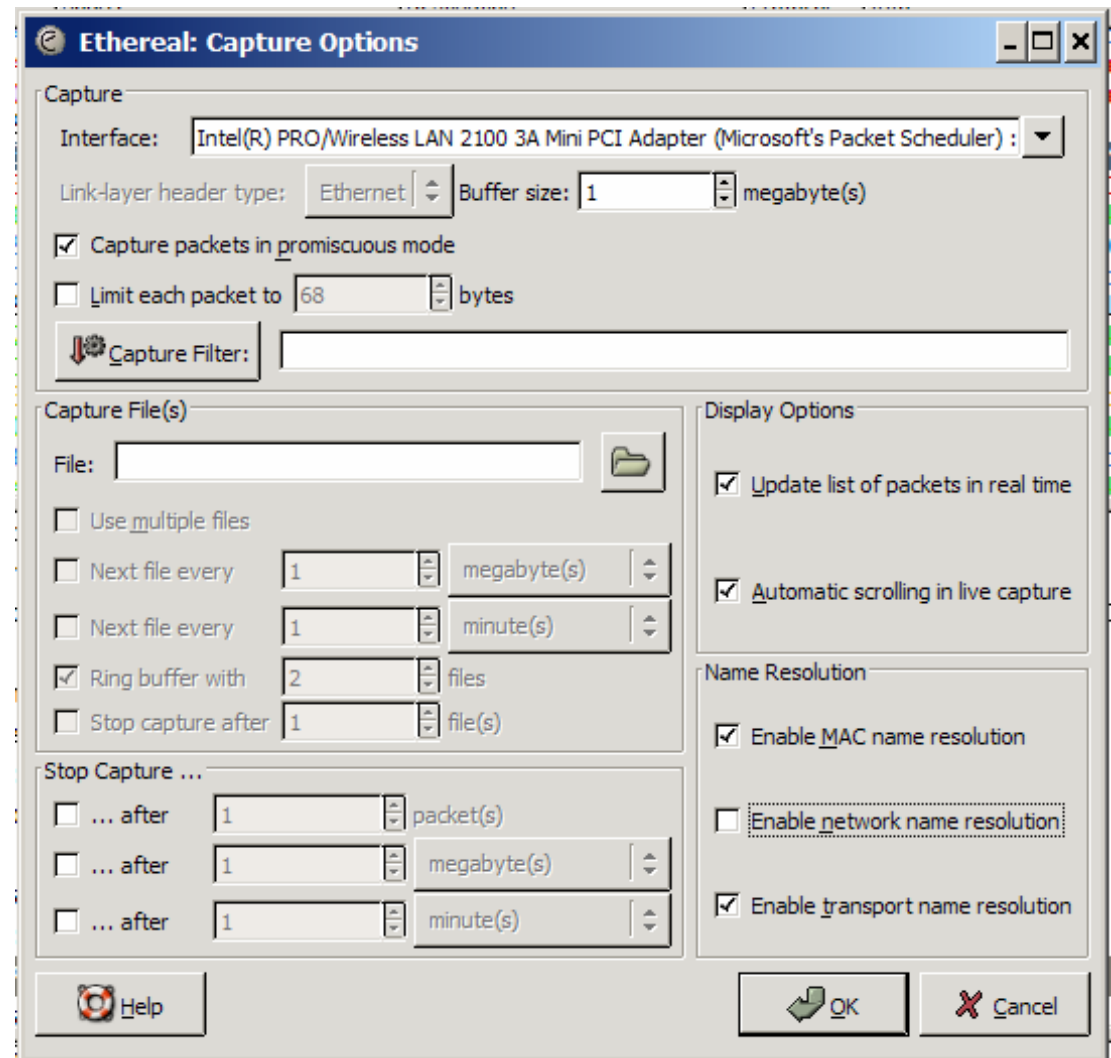 Ethereal: Capture Options
Capture
Interface: Intel(R) PRO/Wireless LAN 2100 3A Mini PCI Adapter (Microsoft's Packet Scheduler) :
Link-layer header type: Ethernet Buffer size: 1 megabyte(s)
Capture packets in promiscuous mode
Limit each packet to 68 bytes
Capture Filter:
Capture File(s)
File:
Use multiple files
Next file every 1 megabyte(s)
Next file every 1 minute(s)
Ring buffer with 2 files
Stop capture after 1 file(s)
Stop Capture ...
... after 1 packet(s)
... after 1 megabyte(s)
... after 1 minute(s)
Display Options
Update list of packets in real time
Automatic scrolling in live capture
Name Resolution
Enable MAC name resolution
Enable network name resolution
Enable transport name resolution
Help
OK
Cancel